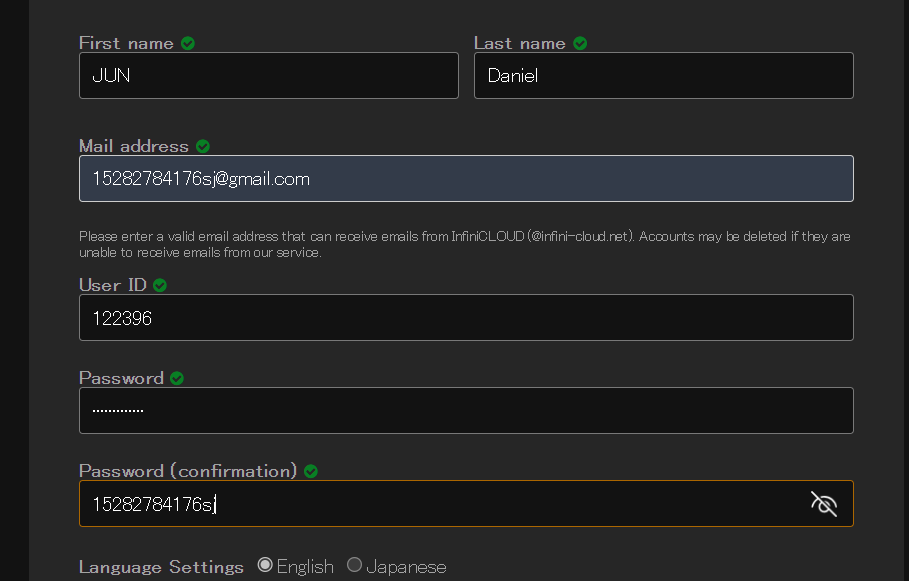 First name Last name
JUN Daniel
Mail address
15282784176sj@gmail.com
Please enter a valid email address that can receive emails from InfiniCLOUD (@infini-cloud.net). Accounts may be deleted if they are
unable to receive emails from our service.
User ID
122396
Password
•••••••••••••
Password (confirmation)
15282784176sj
Language Settings English Japanese